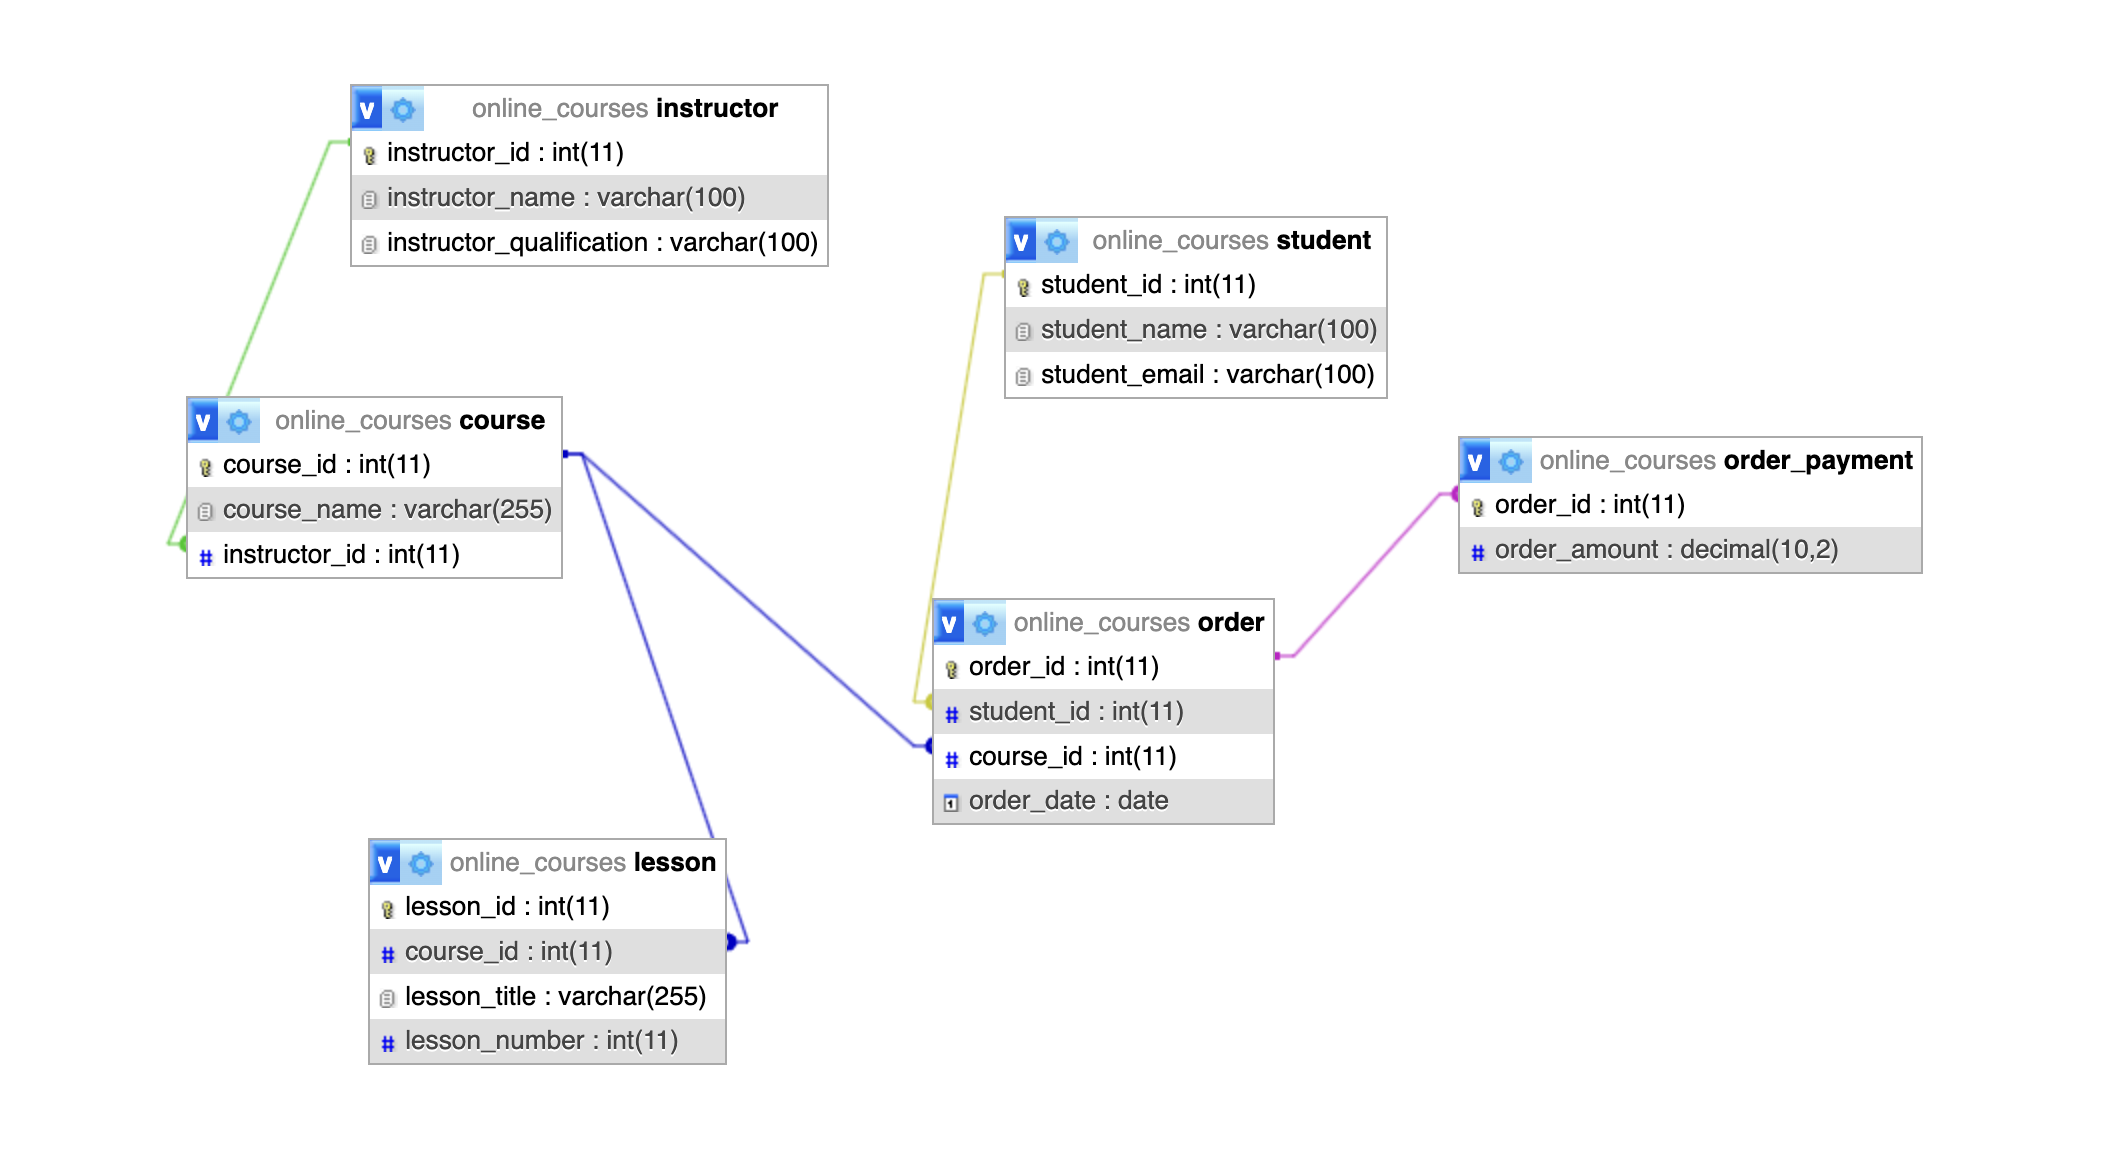 v online_courses instructor
instructor_id : int(11)
instructor_name : varchar(100)
instructor_qualification : varchar(100)
v online_courses student
student_id : int(11)
student_name : varchar(100)
student_email : varchar(100)
v online_courses course
course_id : int(11)
course_name : varchar(255)
# instructor_id : int(11)
v online_courses order_payment
order_id : int(11)
# order_amount : decimal(10,2)
v online_courses order
order_id : int(11)
# student_id : int(11)
# course_id : int(11)
order_date : date
v online_courses lesson
lesson_id : int(11)
# course_id : int(11)
lesson_title : varchar(255)
# lesson_number : int(11)